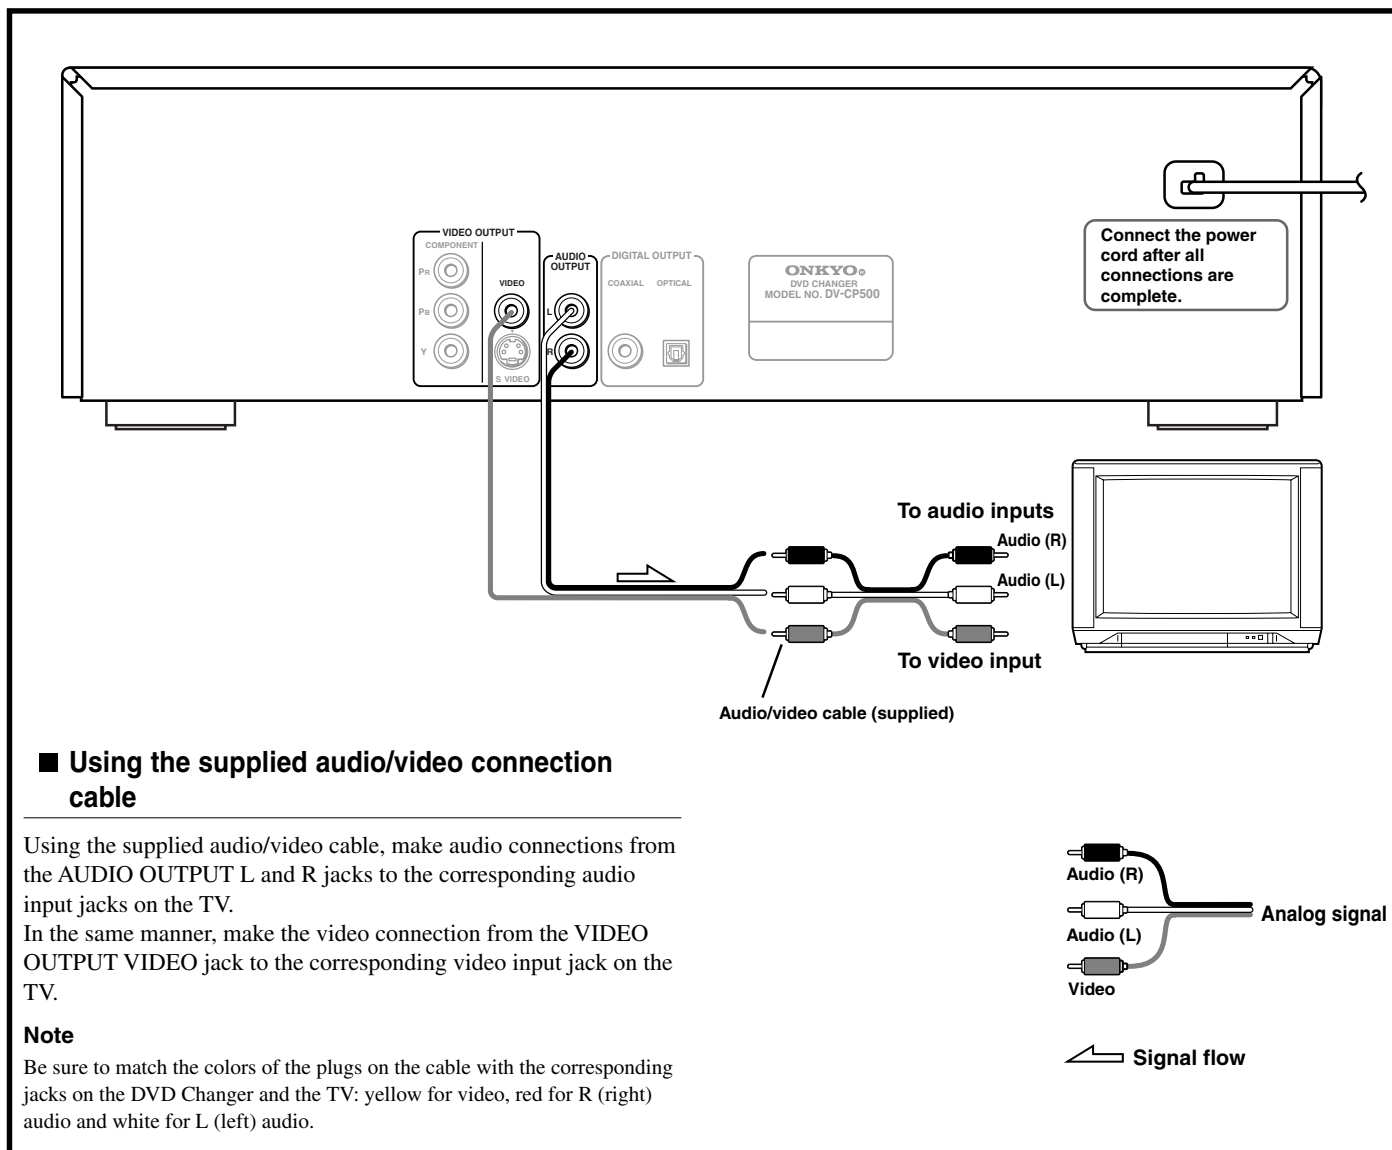 VIDEO OUTPUT
COMPONENT
PR
PB
Y
VIDEO
S VIDEO
AUDIO
OUTPUT
L
R
DIGITAL OUTPUT
COAXIAL OPTICAL
ONKYO®
DVD CHANGER
MODEL NO. DV-CP500
Connect the power
cord after all
connections are
complete.
To audio inputs
Audio (R)
Audio (L)
To video input
Audio/video cable (supplied)
■ Using the supplied audio/video connection
cable
Using the supplied audio/video cable, make audio connections from
the AUDIO OUTPUT L and R jacks to the corresponding audio
input jacks on the TV.
In the same manner, make the video connection from the VIDEO
OUTPUT VIDEO jack to the corresponding video input jack on the
TV.
Note
Be sure to match the colors of the plugs on the cable with the corresponding
jacks on the DVD Changer and the TV: yellow for video, red for R (right)
audio and white for L (left) audio.
Audio (R)
Audio (L)
Video
Analog signal
Signal flow